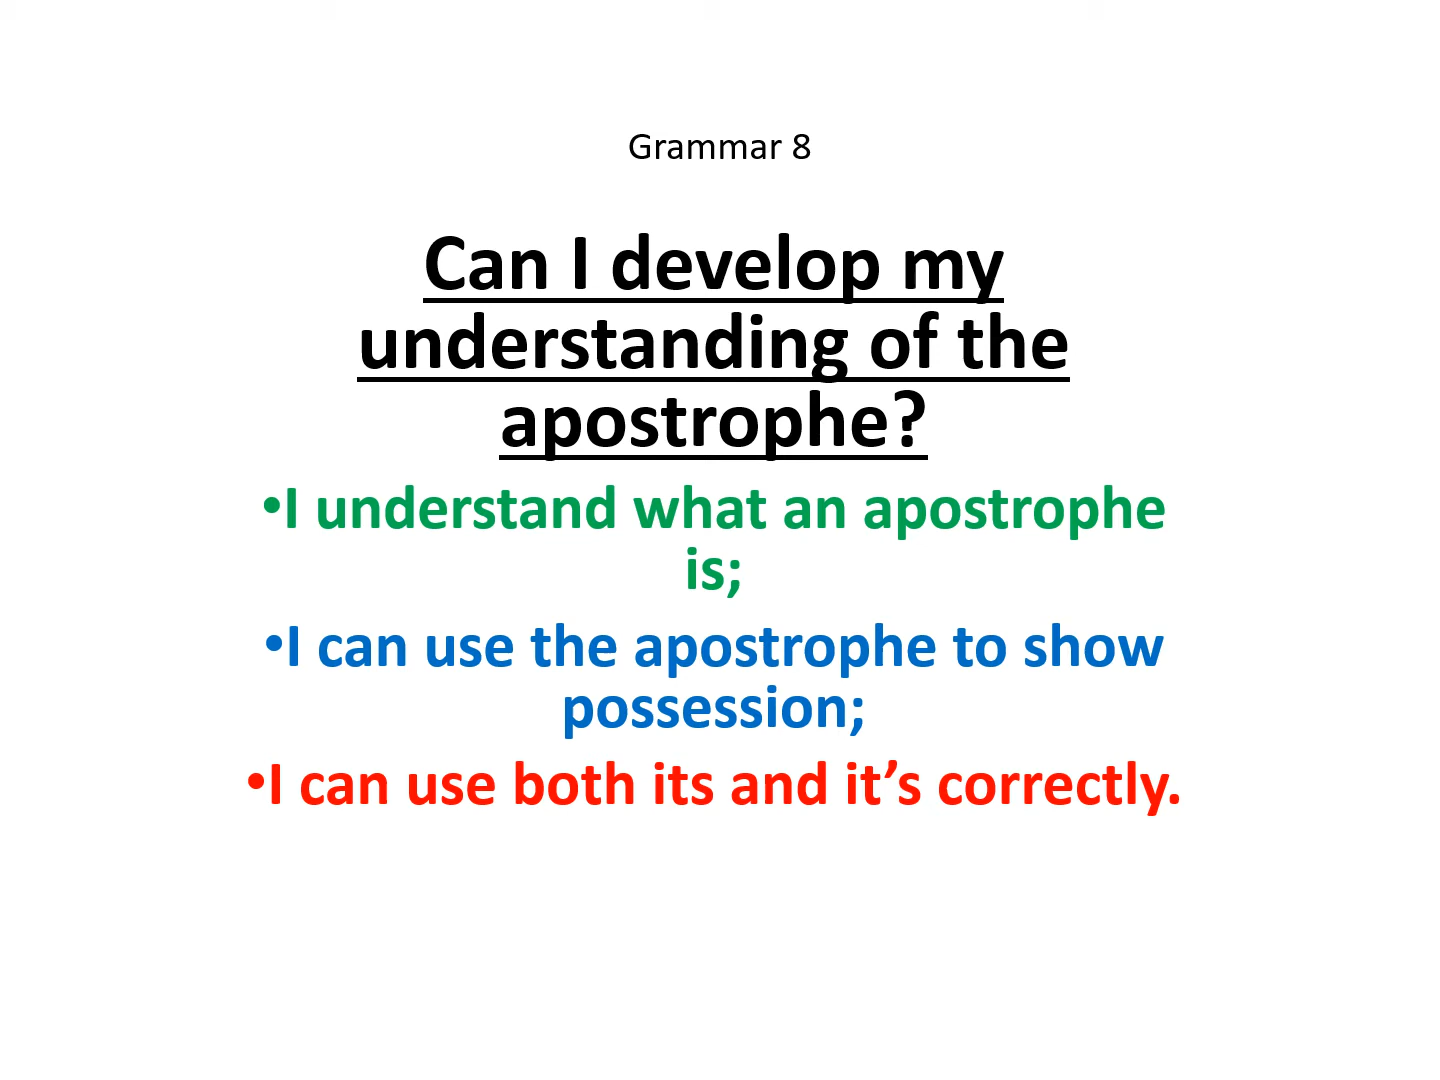 Grammar 8
Can I develop my
understanding of the
apostrophe?
•I understand what an apostrophe
is;
•I can use the apostrophe to show
possession;
•I can use both its and it’s correctly.